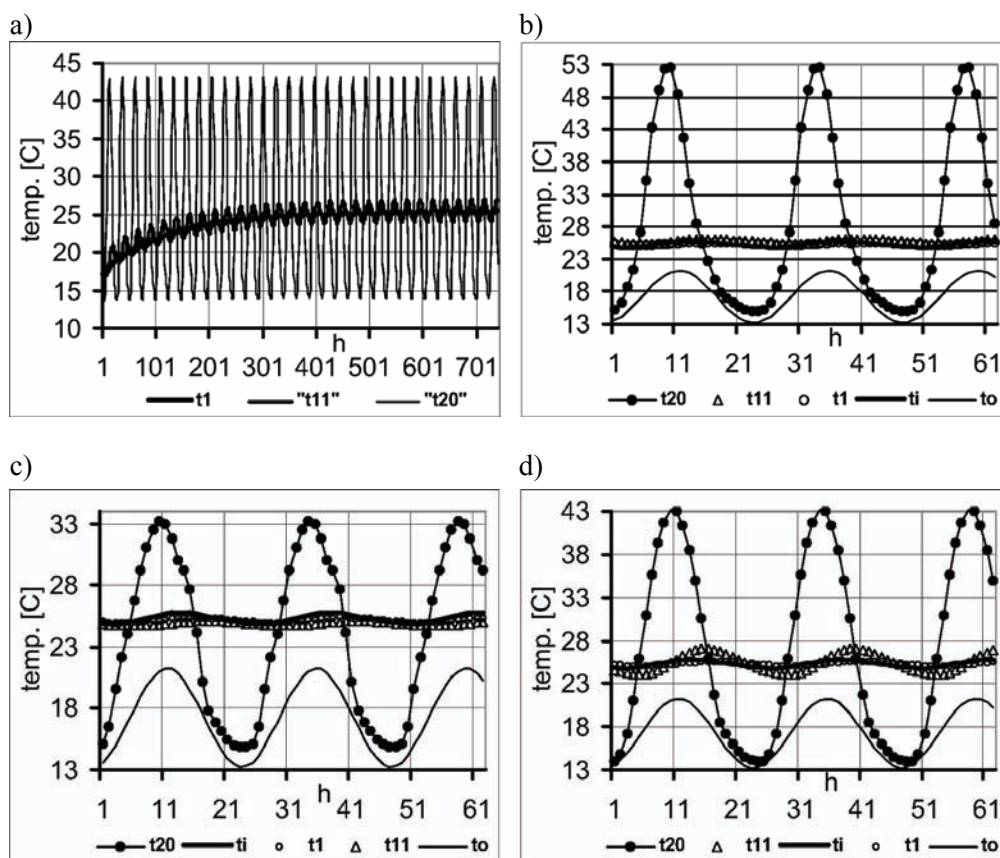 a)
45
40
35
30
25
20
15
10
temp. [C]
1 101 201 301 401 501 601 701
h
t1 "t11" "t20"
b)
53
48
43
38
33
28
23
18
13
temp. [C]
1 11 21 31 41 51 61
h
t20 t11 t1 ti to
c)
33
28
23
18
13
temp. [C]
1 11 21 31 41 51 61
h
t20 ti t1 t11 to
d)
43
38
33
28
23
18
13
temp. [C]
1 11 21 31 41 51 61
h
t20 t11 ti t1 to